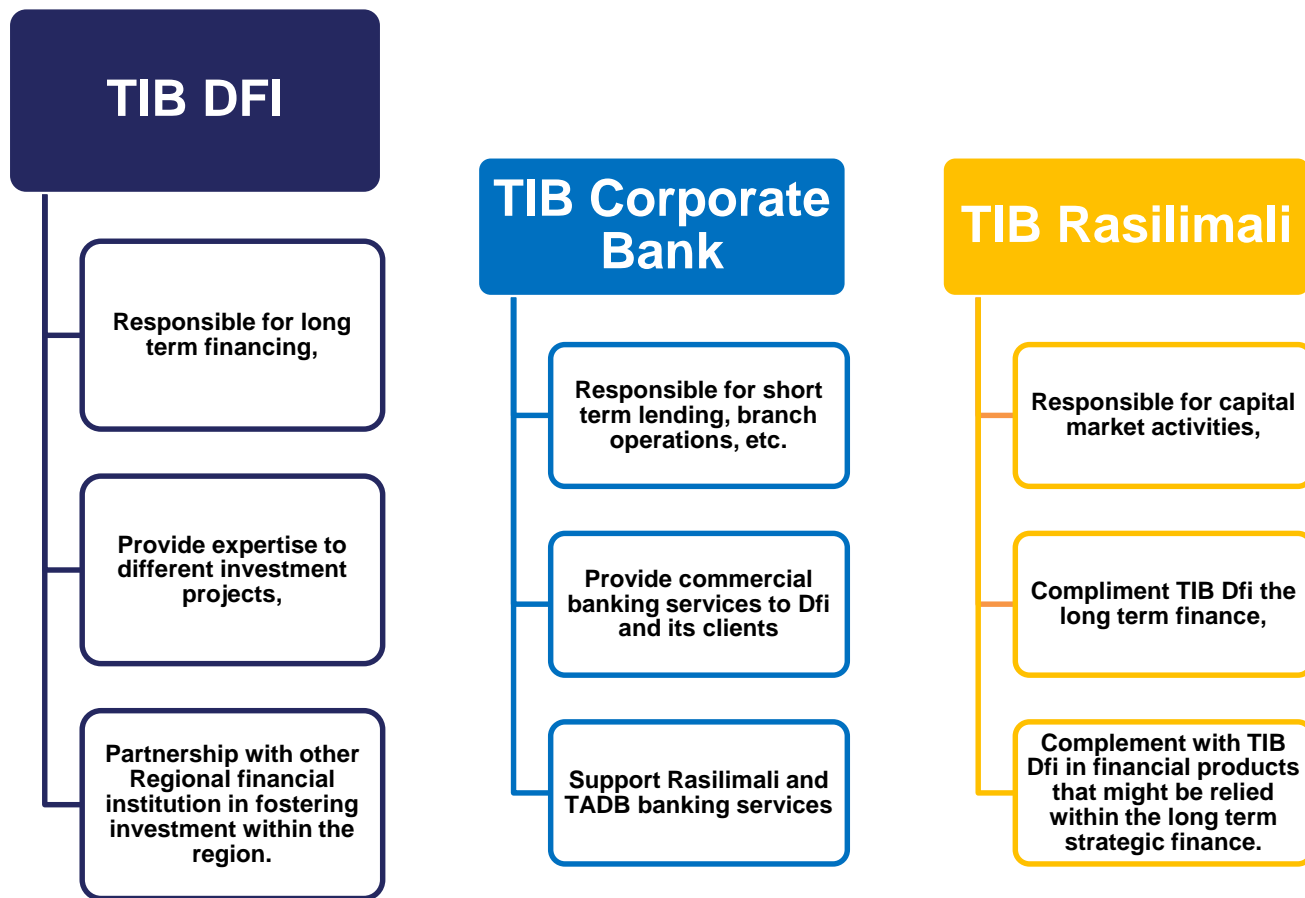 TIB DFI
Responsible for long
term financing,
Provide expertise to
different investment
projects,
Partnership with other
Regional financial
institution in fostering
investment within the
region.
TIB Corporate
Bank
Responsible for short
term lending, branch
operations, etc.
Provide commercial
banking services to Dfi
and its clients
Support Rasilimali and
TADB banking services
TIB Rasilimali
Responsible for capital
market activities,
Compliment TIB Dfi the
long term finance,
Complement with TIB
Dfi in financial products
that might be relied
within the long term
strategic finance.